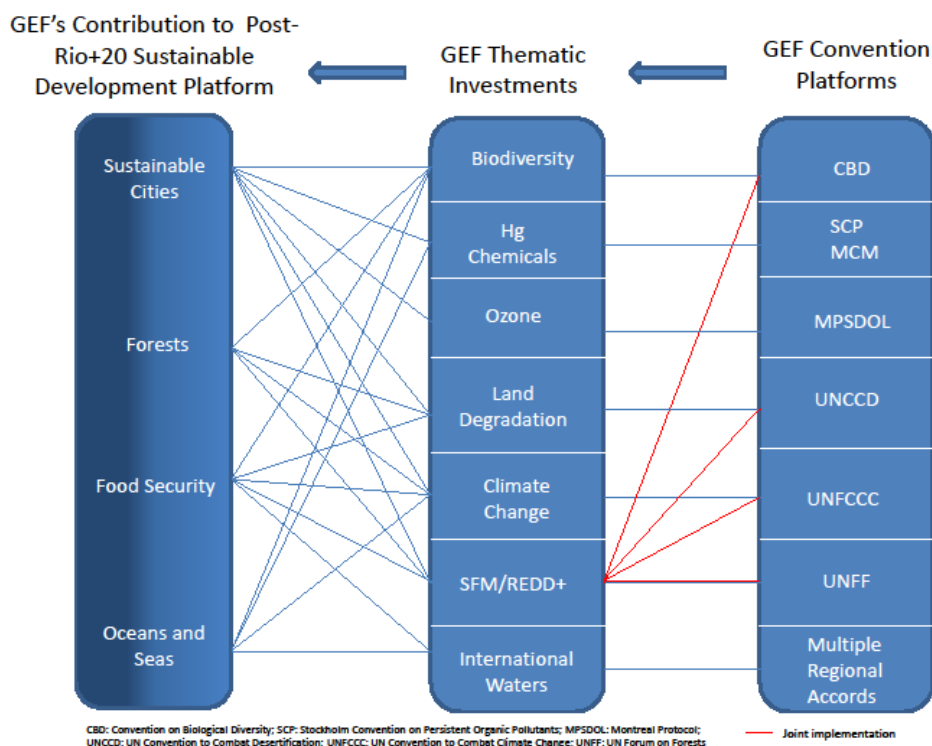 GEF's Contribution to Post-
Rio+20 Sustainable
Development Platform
GEF Thematic
Investments
GEF Convention
Platforms
Sustainable
Cities
Forests
Food Security
Oceans and
Seas
Biodiversity
Hg
Chemicals
Ozone
Land
Degradation
Climate
Change
SFM/REDD+
International
Waters
CBD
SCP
MCM
MPSDOL
UNCCD
UNFCCC
UNFF
Multiple
Regional
Accords
CBD: Convention on Biological Diversity; SCP: Stockholm Convention on Persistent Organic Pollutants; MPSDOL: Montreal Protocol;
UNCCD: UN Convention to Combat Desertification; UNFCCC: UN Convention to Combat Climate Change; UNFF: UN Forum on Forests
Joint implementation